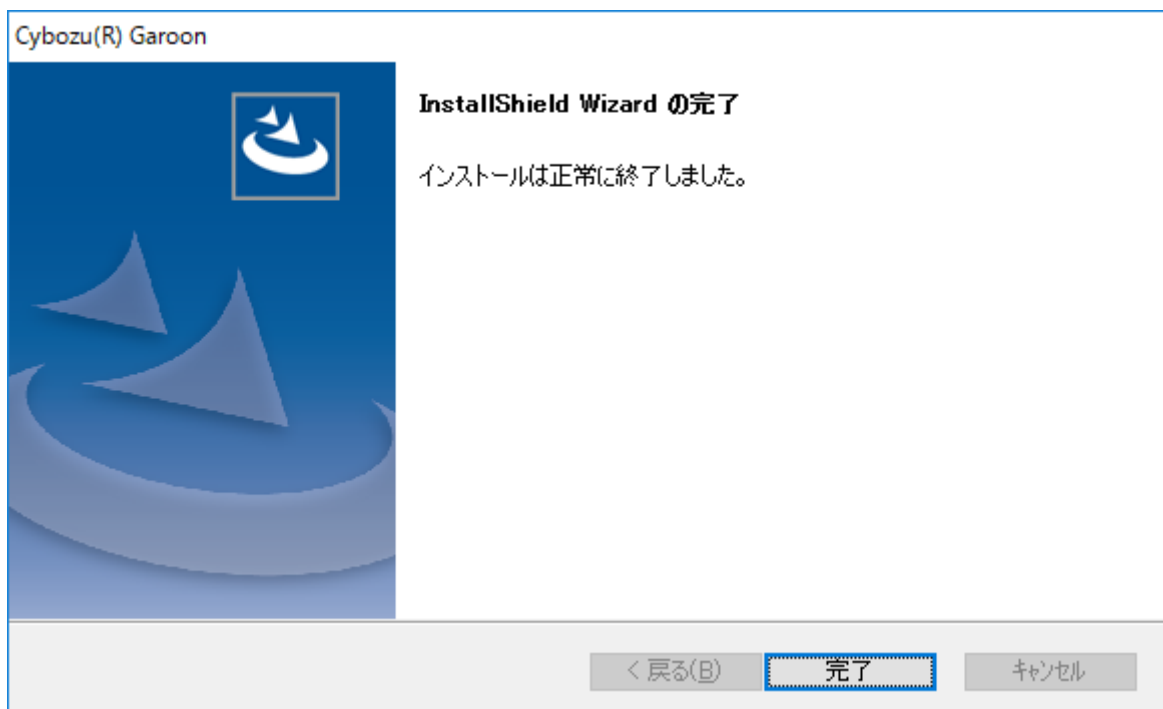 Cybozu(R) Garoon
InstallShield Wizard の完了
インストールは正常に終了しました。
< 戻る(B)
完了
キャンセル